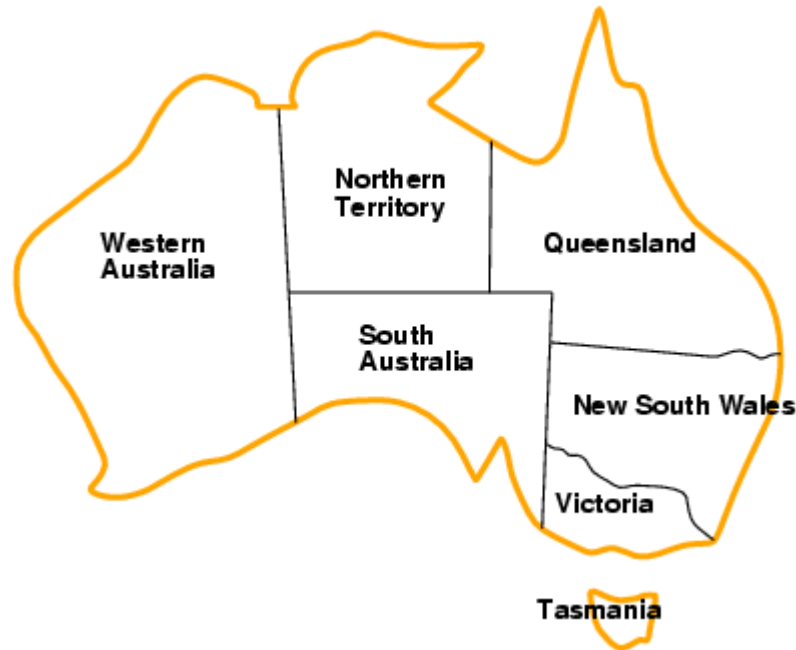 Northern
Territory
Western
Australia
Queensland
South
Australia
New South Wales
Victoria
Tasmania